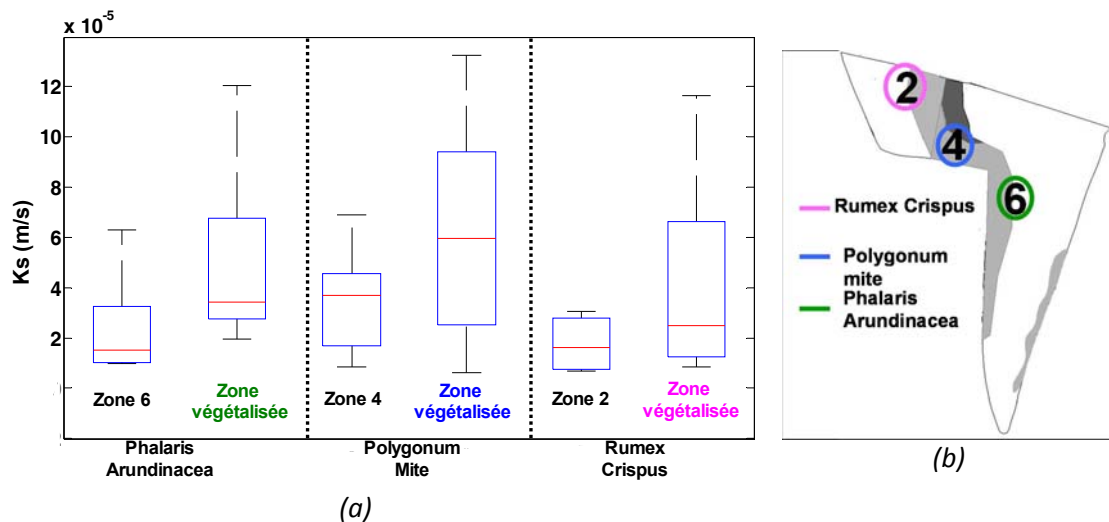 x 10⁻⁵
12
10
8
6
4
2
Ks (m/s)
Zone 6
Zone
végétalisée
Zone 4
Zone
végétalisée
Zone 2
Zone
végétalisée
Phalaris
Arundinacea
Polygonum
Mite
Rumex
Crispus
(a)
2
4
6
Rumex Crispus
Polygonum
mite
Phalaris
Arundinacea
(b)